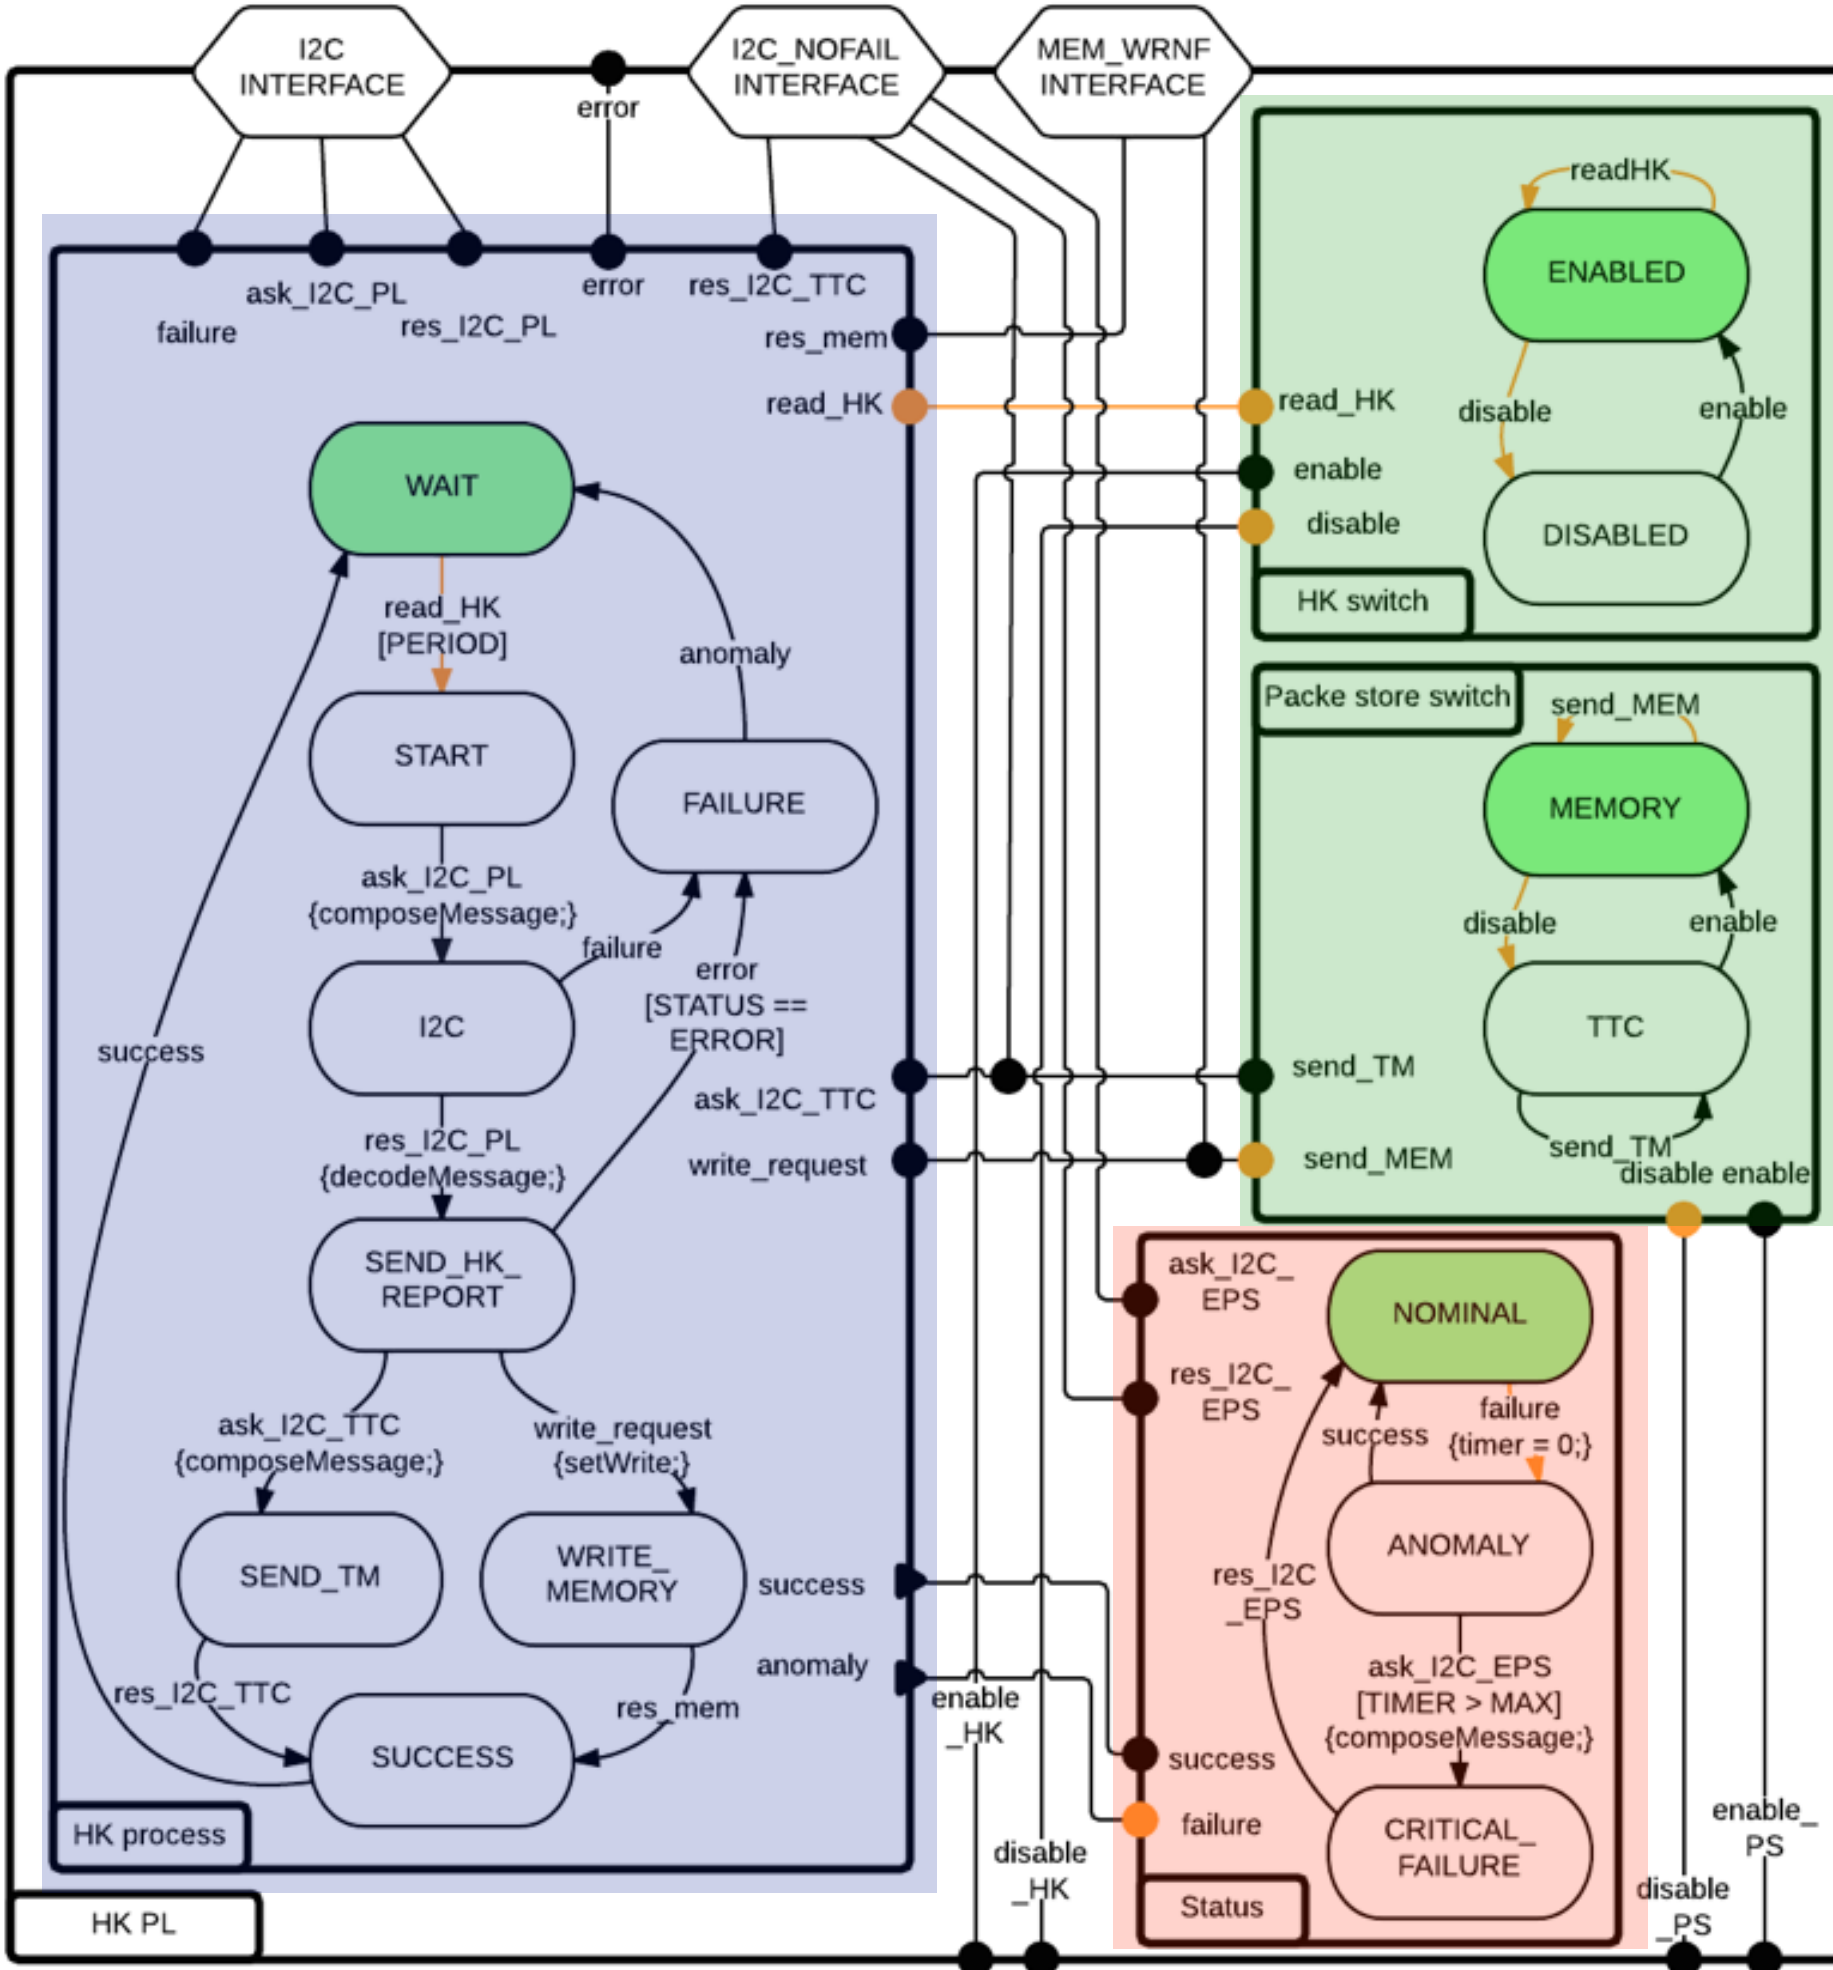 I2C
INTERFACE
error
I2C_NOFAIL
INTERFACE
MEM_WRNF
INTERFACE
failure
ask_I2C_PL
res_I2C_PL
error
res_I2C_TTC
res_mem
read_HK
WAIT
read_HK
[PERIOD]
START
anomaly
FAILURE
ask_I2C_PL
{composeMessage;}
failure
error
[STATUS ==
ERROR]
I2C
success
ask_I2C_TTC
res_I2C_PL
{decodeMessage;}
write_request
SEND_HK_
REPORT
ask_I2C_TTC
{composeMessage;}
write_request
{setWrite;}
SEND_TM
WRITE_
MEMORY
success
anomaly
res_I2C_TTC
res_mem
SUCCESS
HK process
HK PL
readHK
ENABLED
read_HK
disable
enable
enable
disable
DISABLED
HK switch
Packe store switch
send_MEM
MEMORY
disable
enable
TTC
send_TM
send_MEM
send_TM
disable enable
ask_I2C_
EPS
NOMINAL
res_I2C_
EPS
success
failure
{timer = 0;}
ANOMALY
res_I2C
_EPS
ask_I2C_EPS
[TIMER > MAX]
{composeMessage;}
success
failure
CRITICAL_
FAILURE
Status
enable
_HK
disable
_HK
disable
_PS
enable_
PS